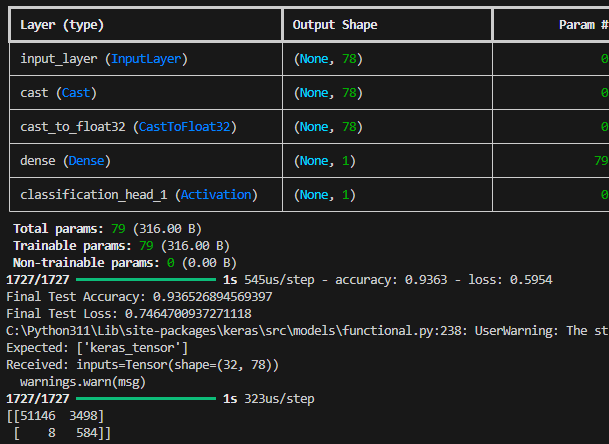 Layer (type) Output Shape Param #
input_layer (InputLayer) (None, 78) 0
cast (Cast) (None, 78) 0
cast_to_float32 (CastToFloat32) (None, 78) 0
dense (Dense) (None, 1) 79
classification_head_1 (Activation) (None, 1) 0
Total params: 79 (316.00 B)
Trainable params: 79 (316.00 B)
Non-trainable params: 0 (0.00 B)
1727/1727 1s 545us/step - accuracy: 0.9363 - loss: 0.5954
Final Test Accuracy: 0.936526894569397
Final Test Loss: 0.7464700937271118
C:\Python311\Lib\site-packages\keras\src\models\functional.py:238: UserWarning: The st
Expected: ['keras_tensor']
Received: inputs=Tensor(shape=(32, 78))
warnings.warn(msg)
1727/1727 1s 323us/step
[[51146 3498]
[ 8 584]]